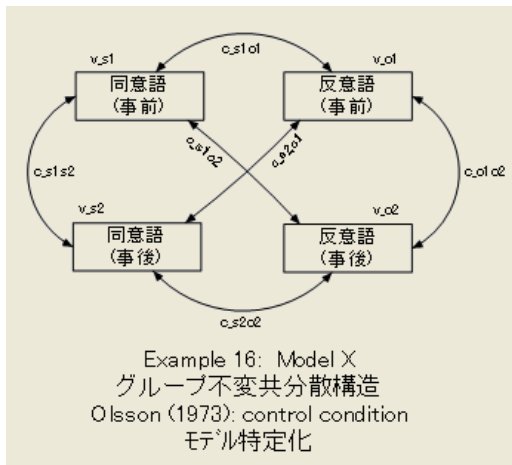 c_s1o1
v_s1
v_o1
同意語
(事前)
反意語
(事前)
c_s1o2
c_s2o1
c_s1s2
c_o1o2
v_s2
v_o2
同意語
(事後)
反意語
(事後)
c_s2o2
Example 16: Model X
グループ不変共分散構造
Olsson (1973): control condition
モデル特定化